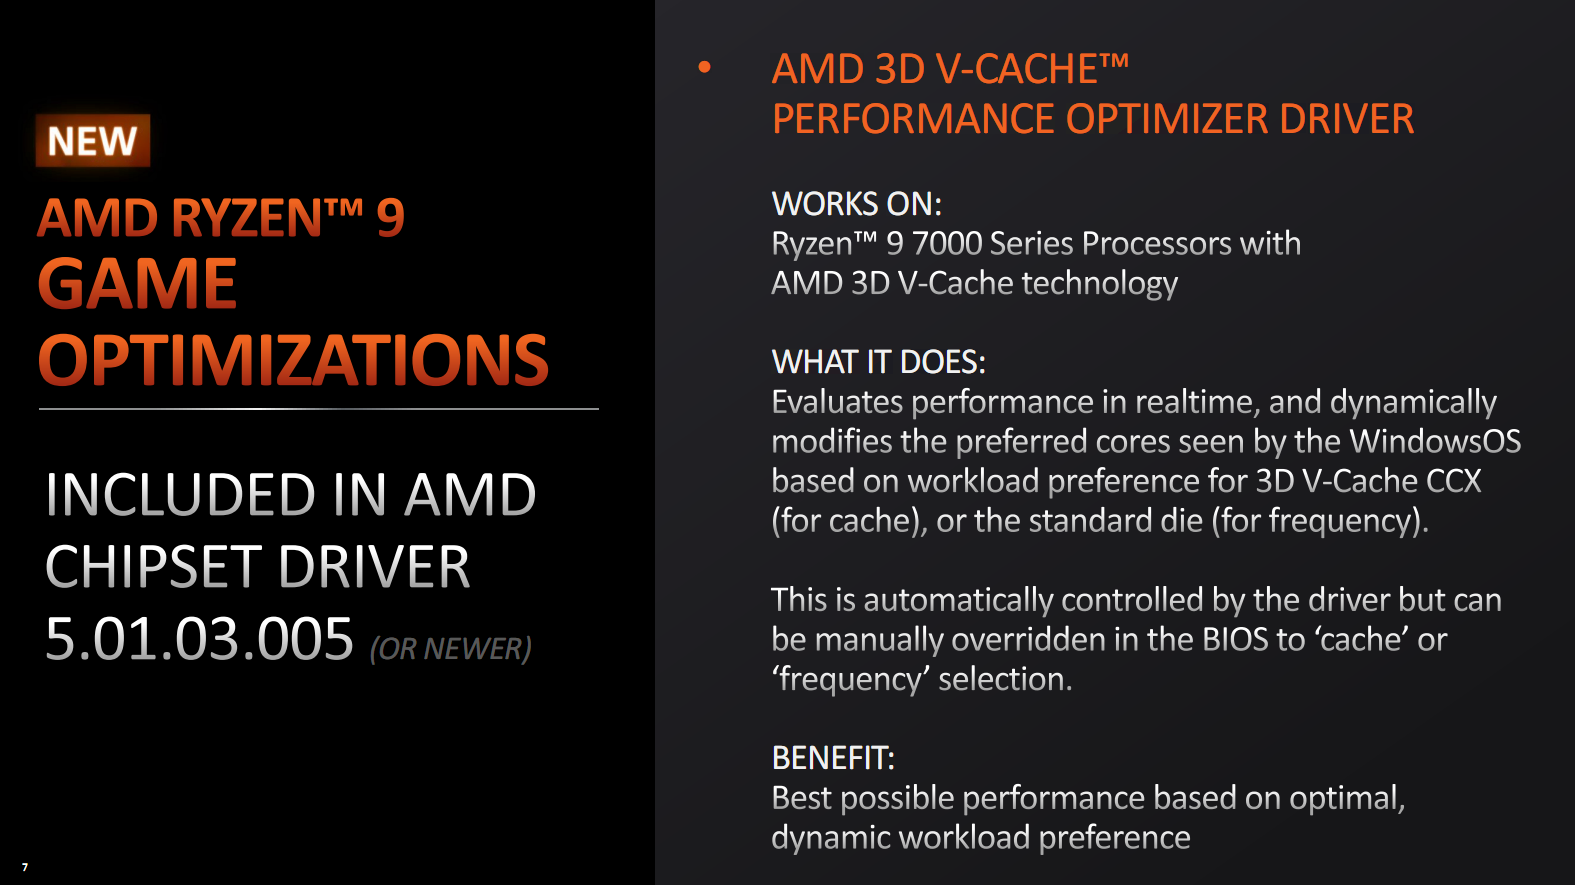 NEW
AMD RYZEN™ 9
GAME
OPTIMIZATIONS
INCLUDED IN AMD
CHIPSET DRIVER
5.01.03.005 (OR NEWER)
7
• AMD 3D V-CACHE™
PERFORMANCE OPTIMIZER DRIVER
WORKS ON:
Ryzen™ 9 7000 Series Processors with
AMD 3D V-Cache technology
WHAT IT DOES:
Evaluates performance in realtime, and dynamically
modifies the preferred cores seen by the WindowsOS
based on workload preference for 3D V-Cache CCX
(for cache), or the standard die (for frequency).
This is automatically controlled by the driver but can
be manually overridden in the BIOS to ‘cache’ or
‘frequency’ selection.
BENEFIT:
Best possible performance based on optimal,
dynamic workload preference